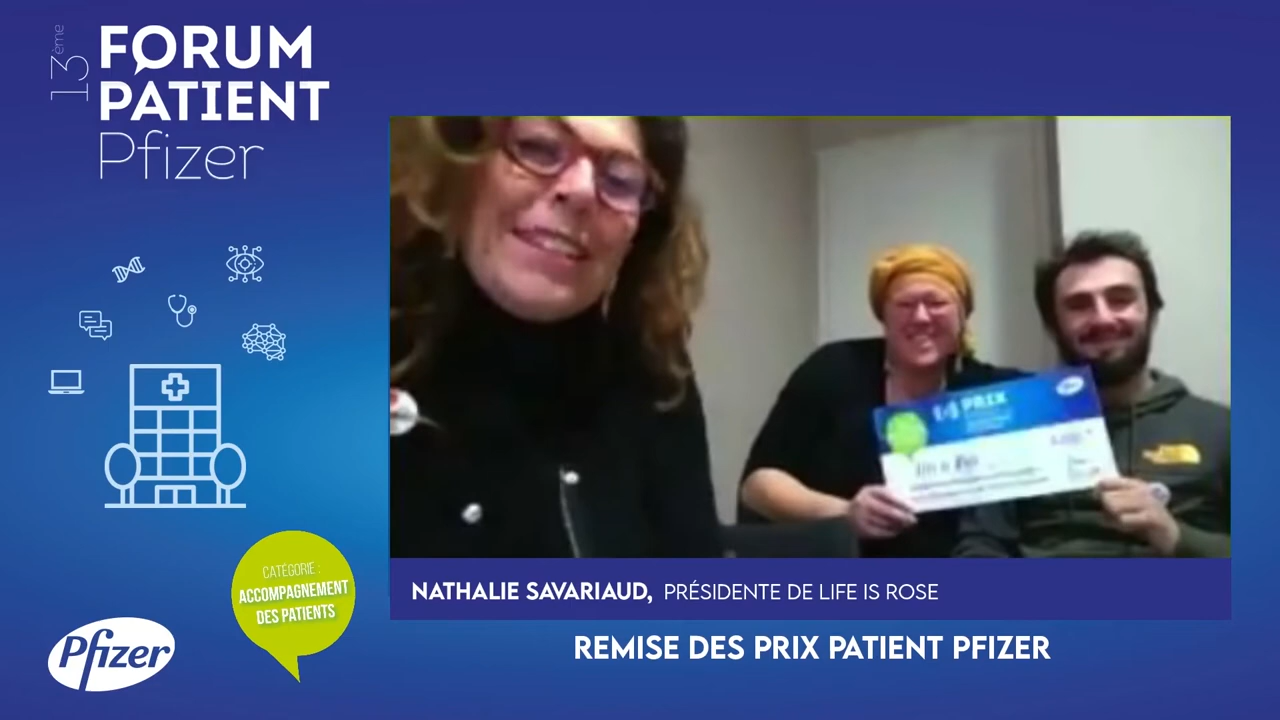 13ème
FORUM
PATIENT
Pfizer
PRIX
CATÉGORIE :
ACCOMPAGNEMENT
DES PATIENTS
Pfizer
NATHALIE SAVARIAUD, PRÉSIDENTE DE LIFE IS ROSE
REMISE DES PRIX PATIENT PFIZER